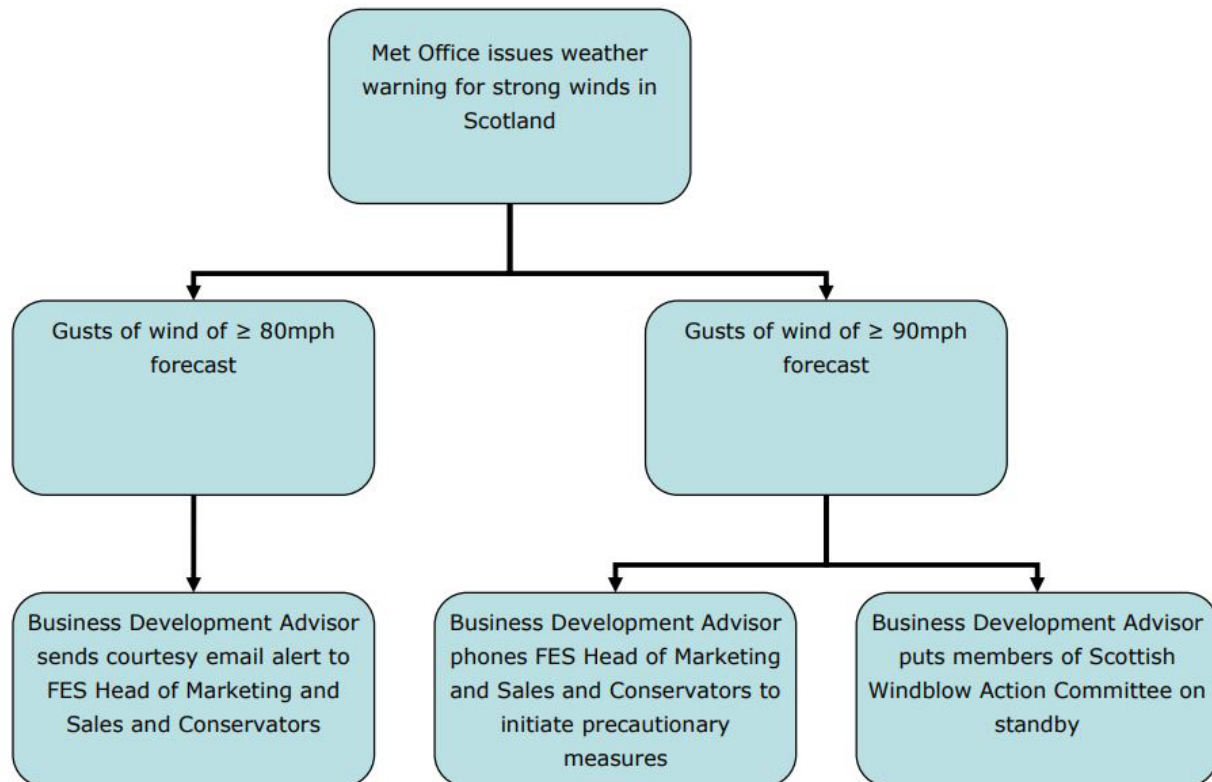 Met Office issues weather
warning for strong winds in
Scotland
Gusts of wind of ≥ 80mph
forecast
Gusts of wind of ≥ 90mph
forecast
Business Development Advisor
sends courtesy email alert to
FES Head of Marketing and
Sales and Conservators
Business Development Advisor
phones FES Head of Marketing
and Sales and Conservators to
initiate precautionary
measures
Business Development Advisor
puts members of Scottish
Windblow Action Committee on
standby